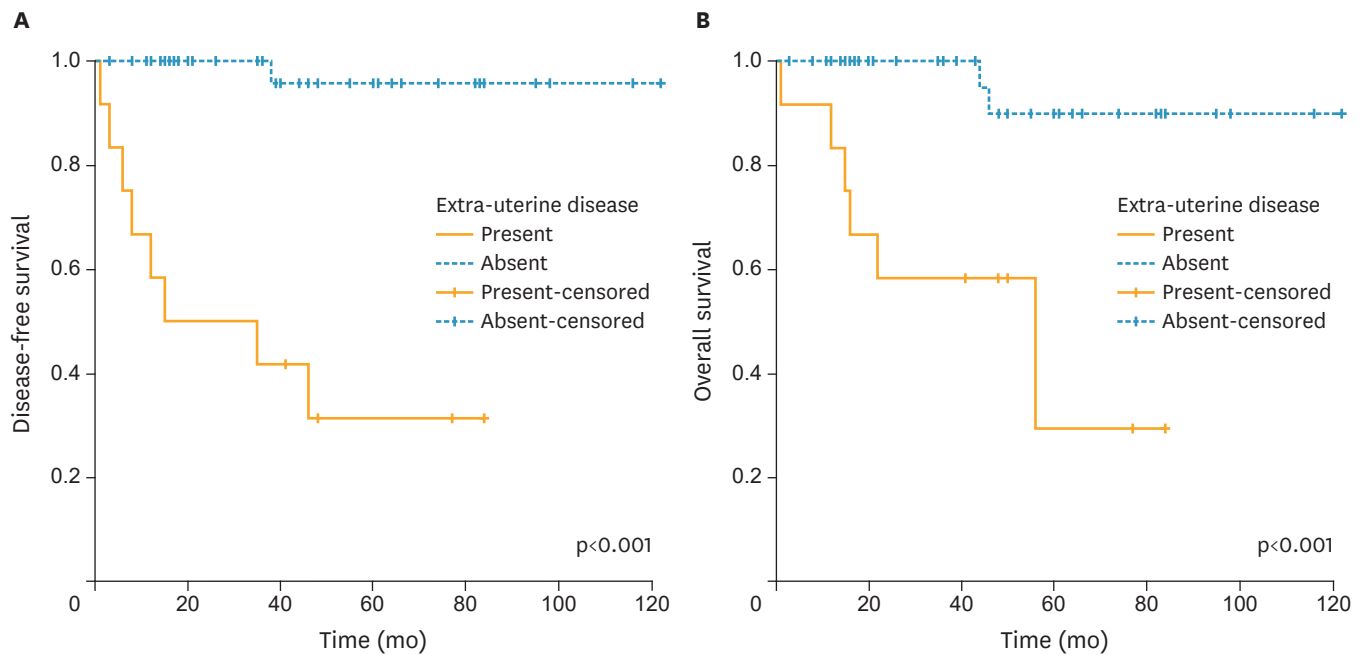 A
Disease-free survival
1.0
0.8
0.6
0.4
0.2
0
20
40
60
80
100
120
Time (mo)
Extra-uterine disease
Present
Absent
Present-censored
Absent-censored
p<0.001
B
Overall survival
1.0
0.8
0.6
0.4
0.2
0
20
40
60
80
100
120
Time (mo)
Extra-uterine disease
Present
Absent
Present-censored
Absent-censored
p<0.001